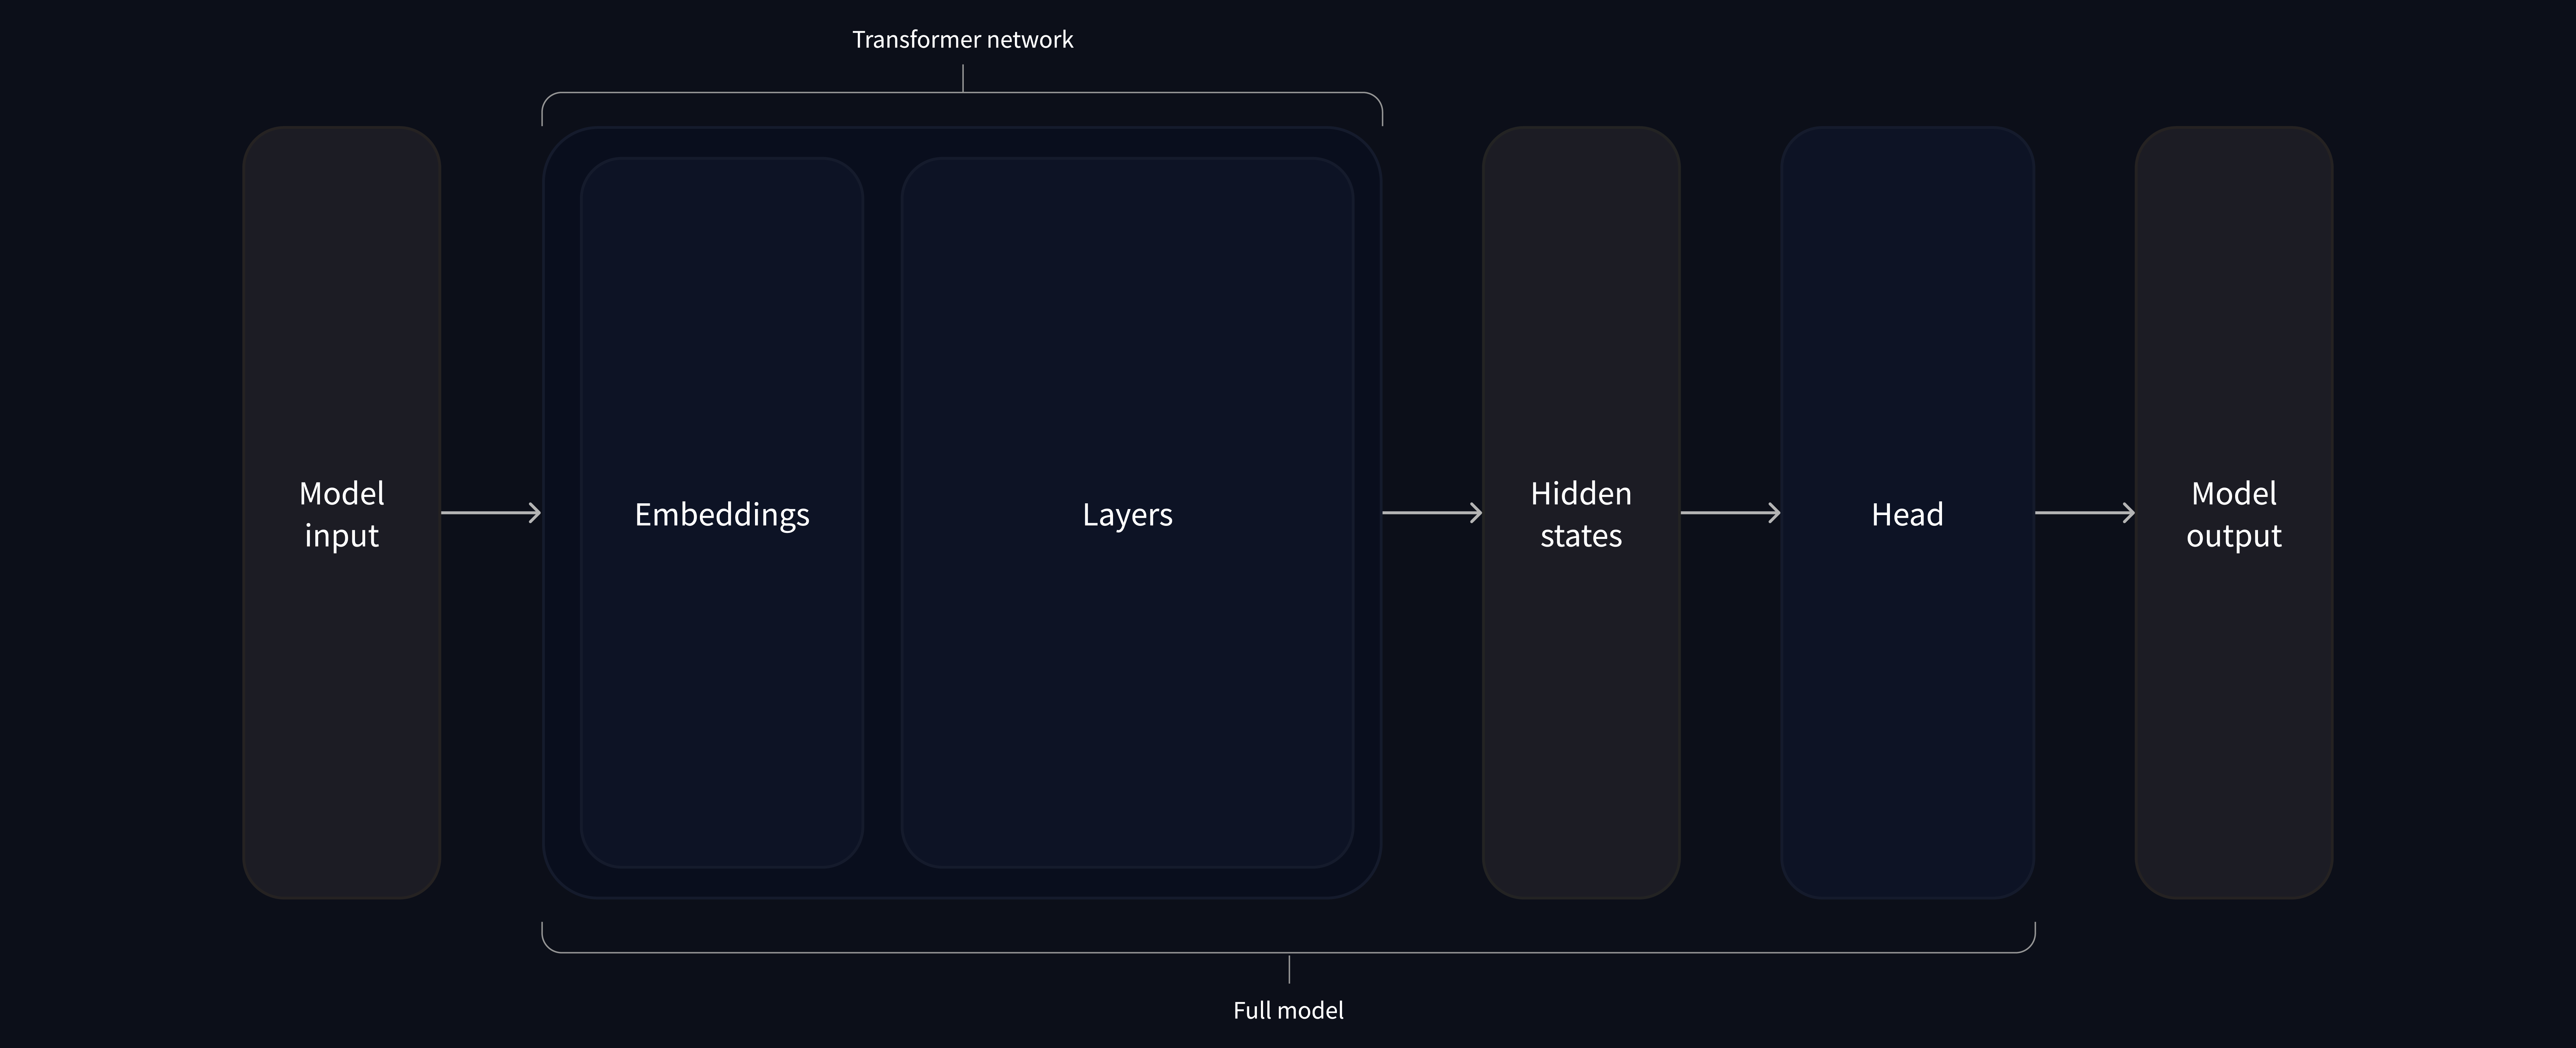 Transformer network
Model
input
Embeddings
Layers
Hidden
states
Head
Model
output
Full model